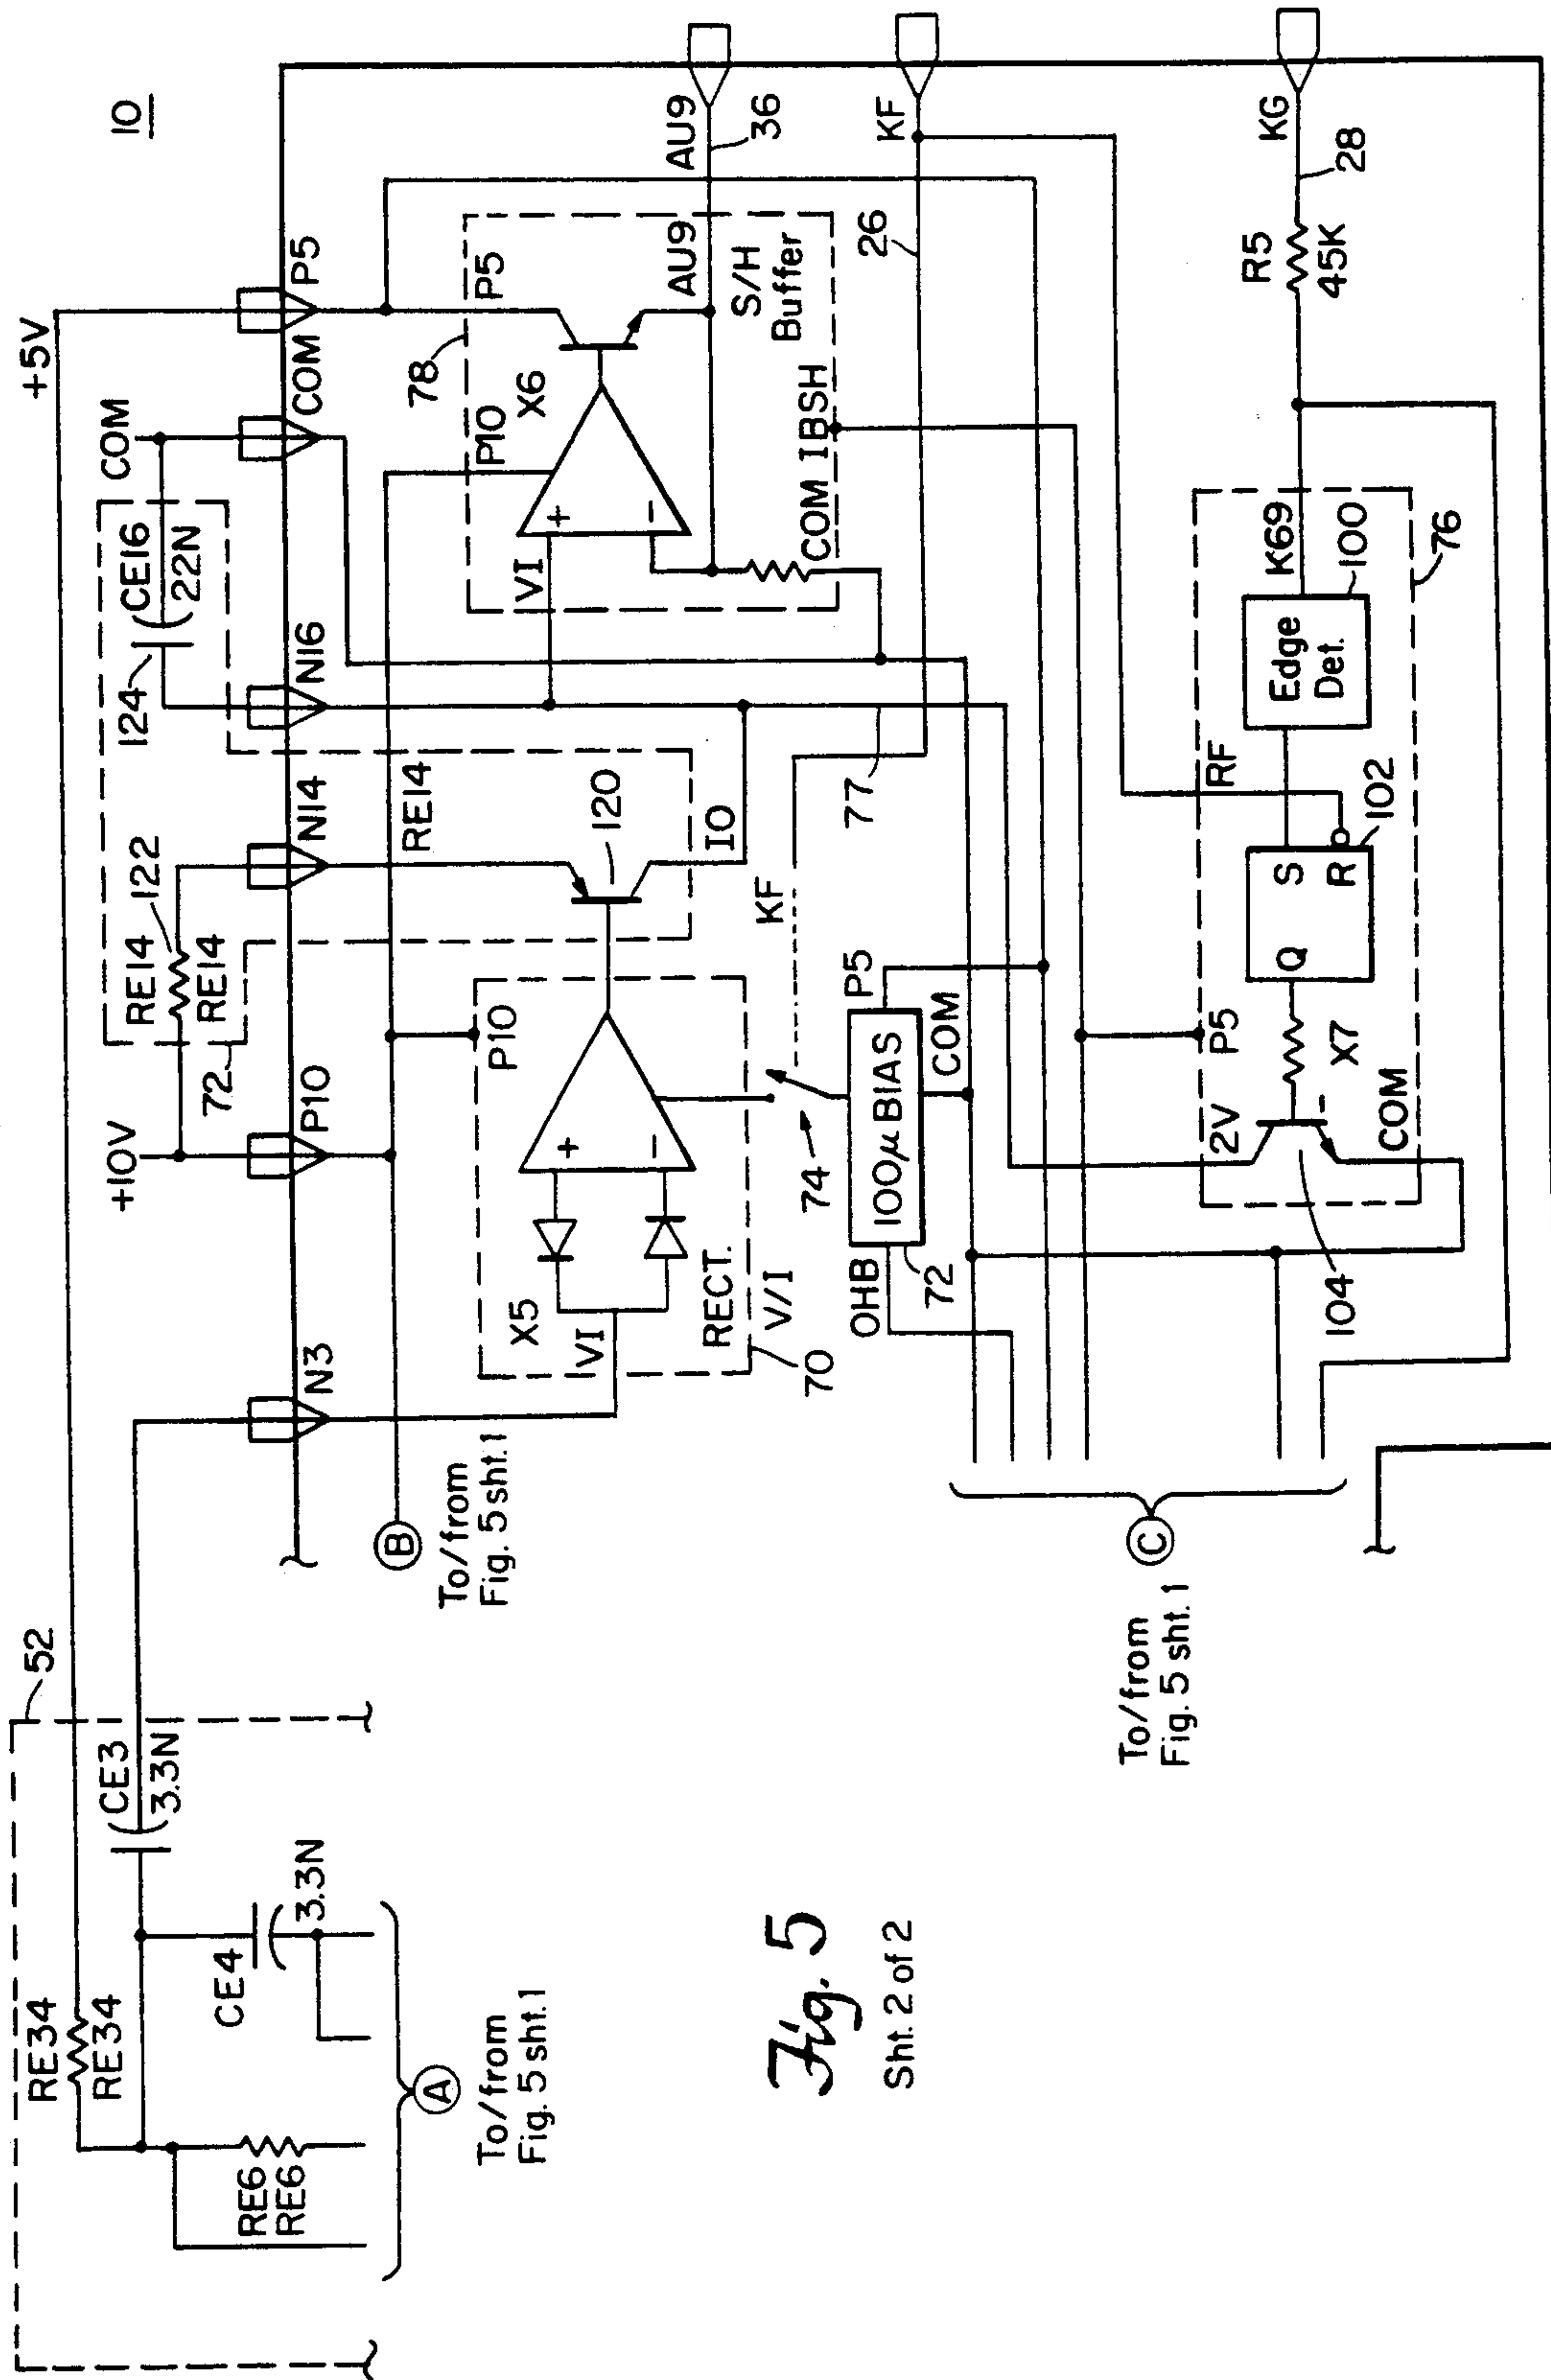 10
+5V
COM
P5
COM
CE16
22N
124
N16
N14
122
RE14
RE14
72
P10
+10V
N3
52
CE3
3.3N
RE34
RE34
CE4
3.3N
RE6
RE6
A
To/from
Fig. 5 sht.1
B
To/from
Fig. 5 sht.1
RE14
78
P10
X6
P5
+
-
VI
AU9
AU9
36
S/H
Buffer
COM IBSH
X5
VI
P10
+
-
RECT.
V/I
70
120
IO
KF
77
26
KF
74
100µ BIAS
P5
COM
OHB
72
C
To/from
Fig. 5 sht. 1
P5
2V
X7
-
COM
104
Q
S
R
102
RF
Edge
Det.
100
K69
76
R5
45K
28
KG
Fig. 5
Sht. 2 of 2